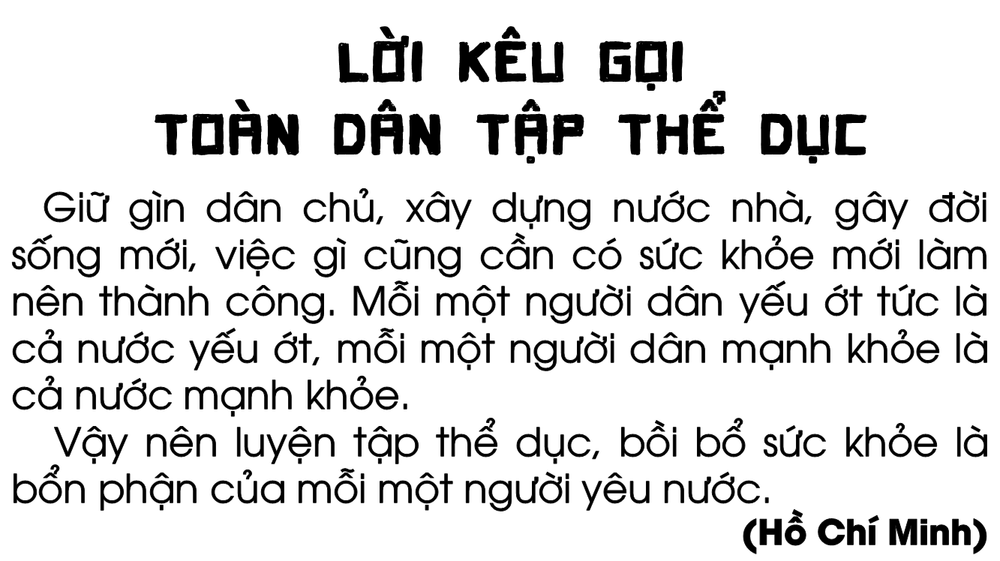 LỜI KÊU GỌI
TOÀN DÂN TẬP THỂ DỤC
Giữ gìn dân chủ, xây dựng nước nhà, gây đời
sống mới, việc gì cũng cần có sức khỏe mới làm
nên thành công. Mỗi một người dân yếu ớt tức là
cả nước yếu ớt, mỗi một người dân mạnh khỏe là
cả nước mạnh khỏe.
Vậy nên luyện tập thể dục, bồi bổ sức khỏe là
bổn phận của mỗi một người yêu nước.
(Hồ Chí Minh)